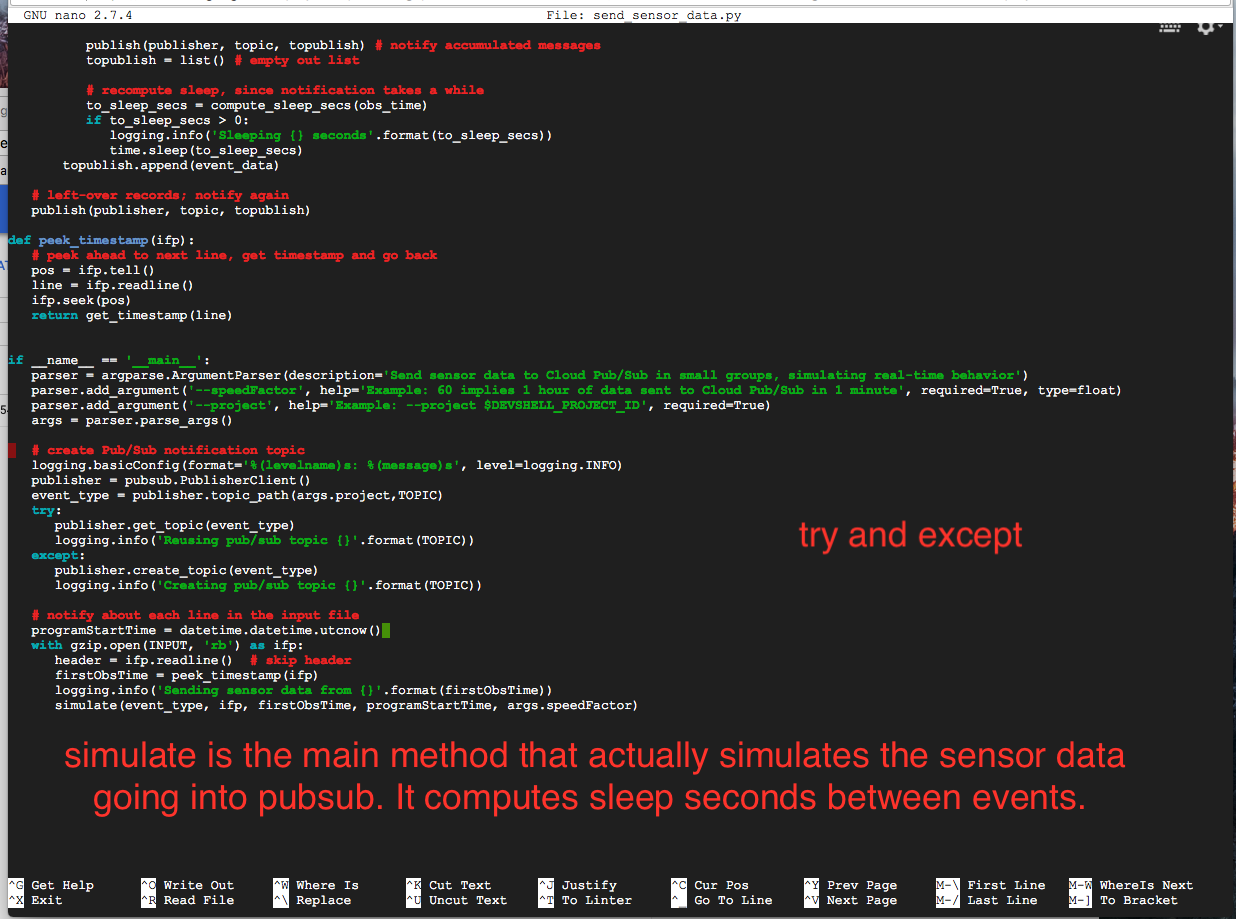 GNU nano 2.7.4 File: send_sensor_data.py
publish(publisher, topic, topublish) # notify accumulated messages
topublish = list() # empty out list
# recompute sleep, since notification takes a while
to_sleep_secs = compute_sleep_secs(obs_time)
if to_sleep_secs > 0:
logging.info('Sleeping {} seconds'.format(to_sleep_secs))
time.sleep(to_sleep_secs)
topublish.append(event_data)
# left-over records; notify again
publish(publisher, topic, topublish)
def peek_timestamp(ifp):
# peek ahead to next line, get timestamp and go back
pos = ifp.tell()
line = ifp.readline()
ifp.seek(pos)
return get_timestamp(line)
if __name__ == '__main__':
parser = argparse.ArgumentParser(description='Send sensor data to Cloud Pub/Sub in small groups, simulating real-time behavior')
parser.add_argument('--speedFactor', help='Example: 60 implies 1 hour of data sent to Cloud Pub/Sub in 1 minute', required=True, type=float)
parser.add_argument('--project', help='Example: --project $DEVSHELL_PROJECT_ID', required=True)
args = parser.parse_args()
# create Pub/Sub notification topic
logging.basicConfig(format='%(levelname)s: %(message)s', level=logging.INFO)
publisher = pubsub.PublisherClient()
event_type = publisher.topic_path(args.project,TOPIC)
try:
publisher.get_topic(event_type)
logging.info('Reusing pub/sub topic {}'.format(TOPIC))
except:
publisher.create_topic(event_type)
logging.info('Creating pub/sub topic {}'.format(TOPIC))
try and except
# notify about each line in the input file
programStartTime = datetime.datetime.utcnow()
with gzip.open(INPUT, 'rb') as ifp:
header = ifp.readline() # skip header
firstObsTime = peek_timestamp(ifp)
logging.info('Sending sensor data from {}'.format(firstObsTime))
simulate(event_type, ifp, firstObsTime, programStartTime, args.speedFactor)
simulate is the main method that actually simulates the sensor data
going into pubsub. It computes sleep seconds between events.
^G Get Help ^O Write Out ^W Where Is ^K Cut Text ^J Justify ^C Cur Pos ^Y Prev Page M-\ First Line M-W WhereIs Next
^X Exit ^R Read File ^\ Replace ^U Uncut Text ^T To Linter ^_ Go To Line ^V Next Page M-/ Last Line M-] To Bracket